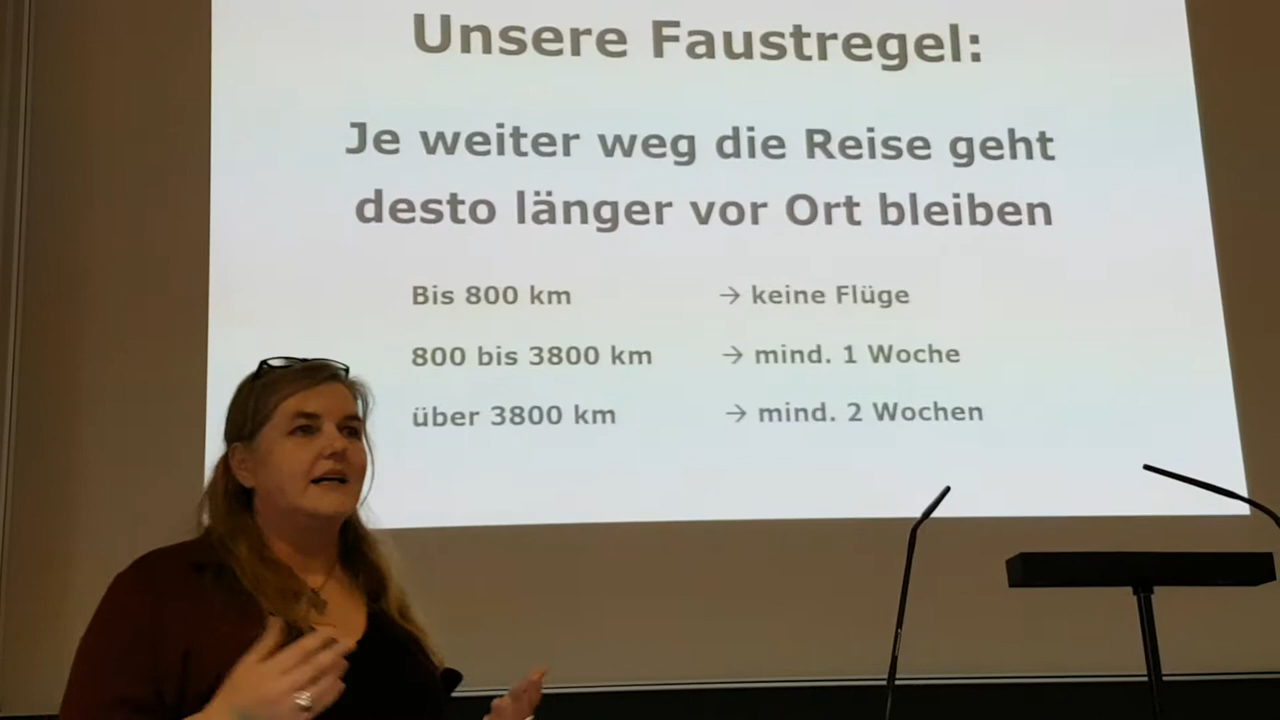 Unsere Faustregel:
Je weiter weg die Reise geht
desto länger vor Ort bleiben
Bis 800 km → keine Flüge
800 bis 3800 km → mind. 1 Woche
über 3800 km → mind. 2 Wochen